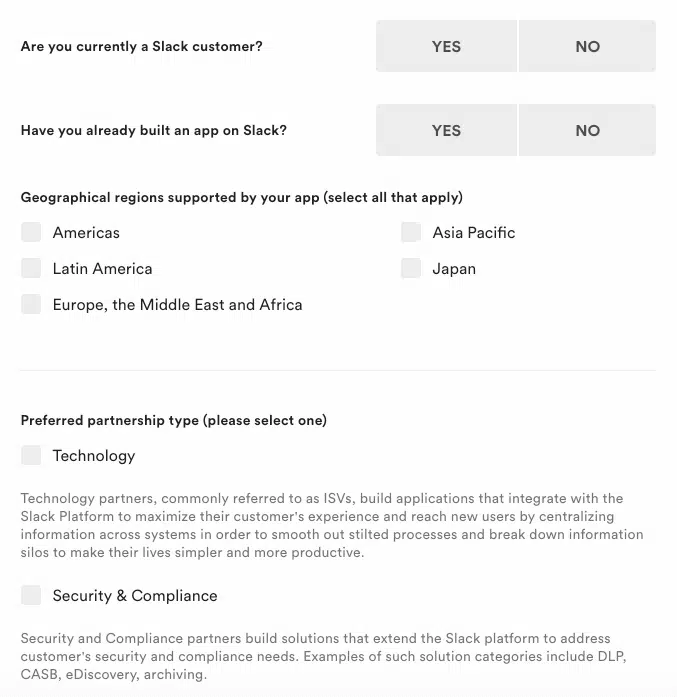 Are you currently a Slack customer? YES NO
Have you already built an app on Slack? YES NO
Geographical regions supported by your app (select all that apply)
Americas Asia Pacific
Latin America Japan
Europe, the Middle East and Africa
Preferred partnership type (please select one)
Technology
Technology partners, commonly referred to as ISVs, build applications that integrate with the
Slack Platform to maximize their customer's experience and reach new users by centralizing
information across systems in order to smooth out stilted processes and break down information
silos to make their lives simpler and more productive.
Security & Compliance
Security and Compliance partners build solutions that extend the Slack platform to address
customer's security and compliance needs. Examples of such solution categories include DLP,
CASB, eDiscovery, archiving.